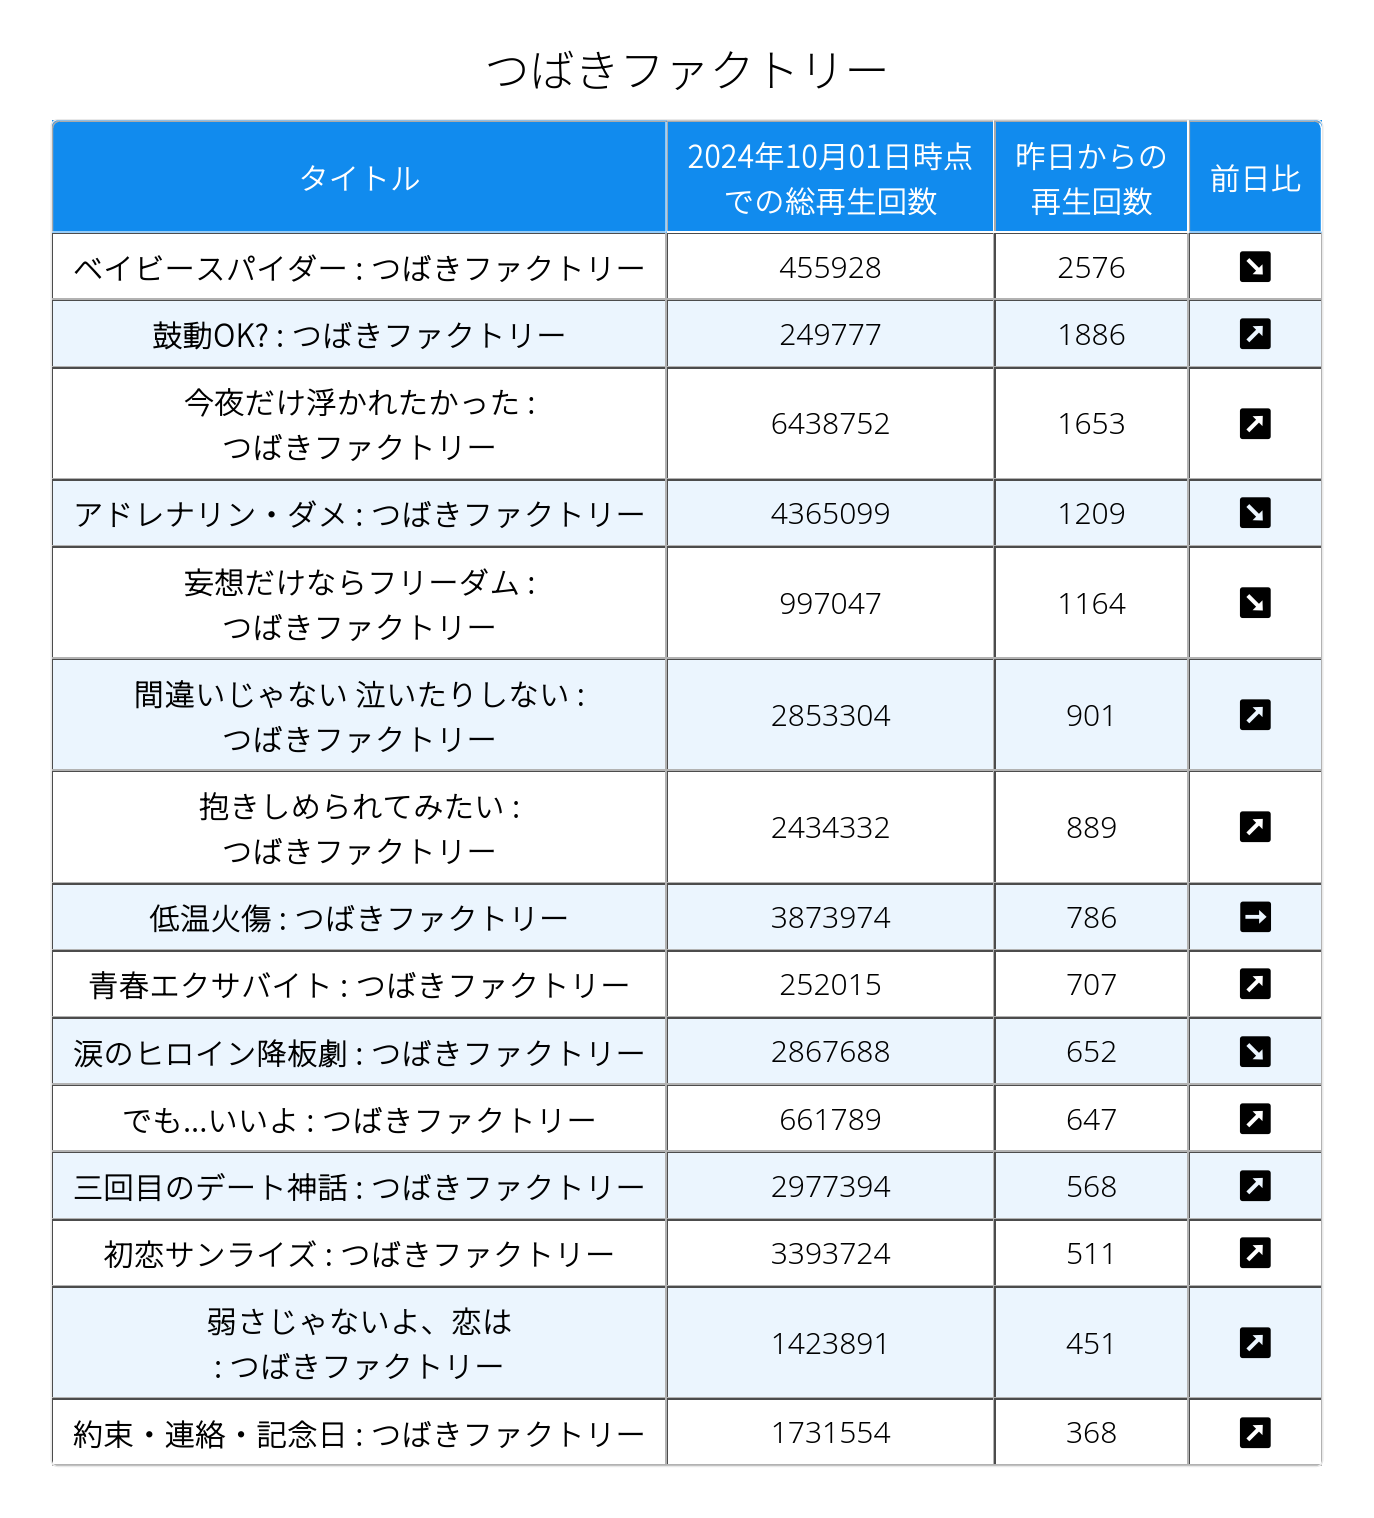 つばきファクトリー
タイトル
2024年10月01日時点
での総再生回数
昨日からの
再生回数
前日比
ベイビースパイダー : つばきファクトリー 455928 2576 ↘
鼓動OK? : つばきファクトリー 249777 1886 ↗
今夜だけ浮かれたかった :
つばきファクトリー 6438752 1653 ↗
アドレナリン・ダメ : つばきファクトリー 4365099 1209 ↘
妄想だけならフリーダム :
つばきファクトリー 997047 1164 ↘
間違いじゃない 泣いたりしない :
つばきファクトリー 2853304 901 ↗
抱きしめられてみたい :
つばきファクトリー 2434332 889 ↗
低温火傷 : つばきファクトリー 3873974 786 →
青春エクサバイト : つばきファクトリー 252015 707 ↗
涙のヒロイン降板劇 : つばきファクトリー 2867688 652 ↘
でも...いいよ : つばきファクトリー 661789 647 ↗
三回目のデート神話 : つばきファクトリー 2977394 568 ↗
初恋サンライズ : つばきファクトリー 3393724 511 ↗
弱さじゃないよ、恋は
: つばきファクトリー 1423891 451 ↗
約束・連絡・記念日 : つばきファクトリー 1731554 368 ↗